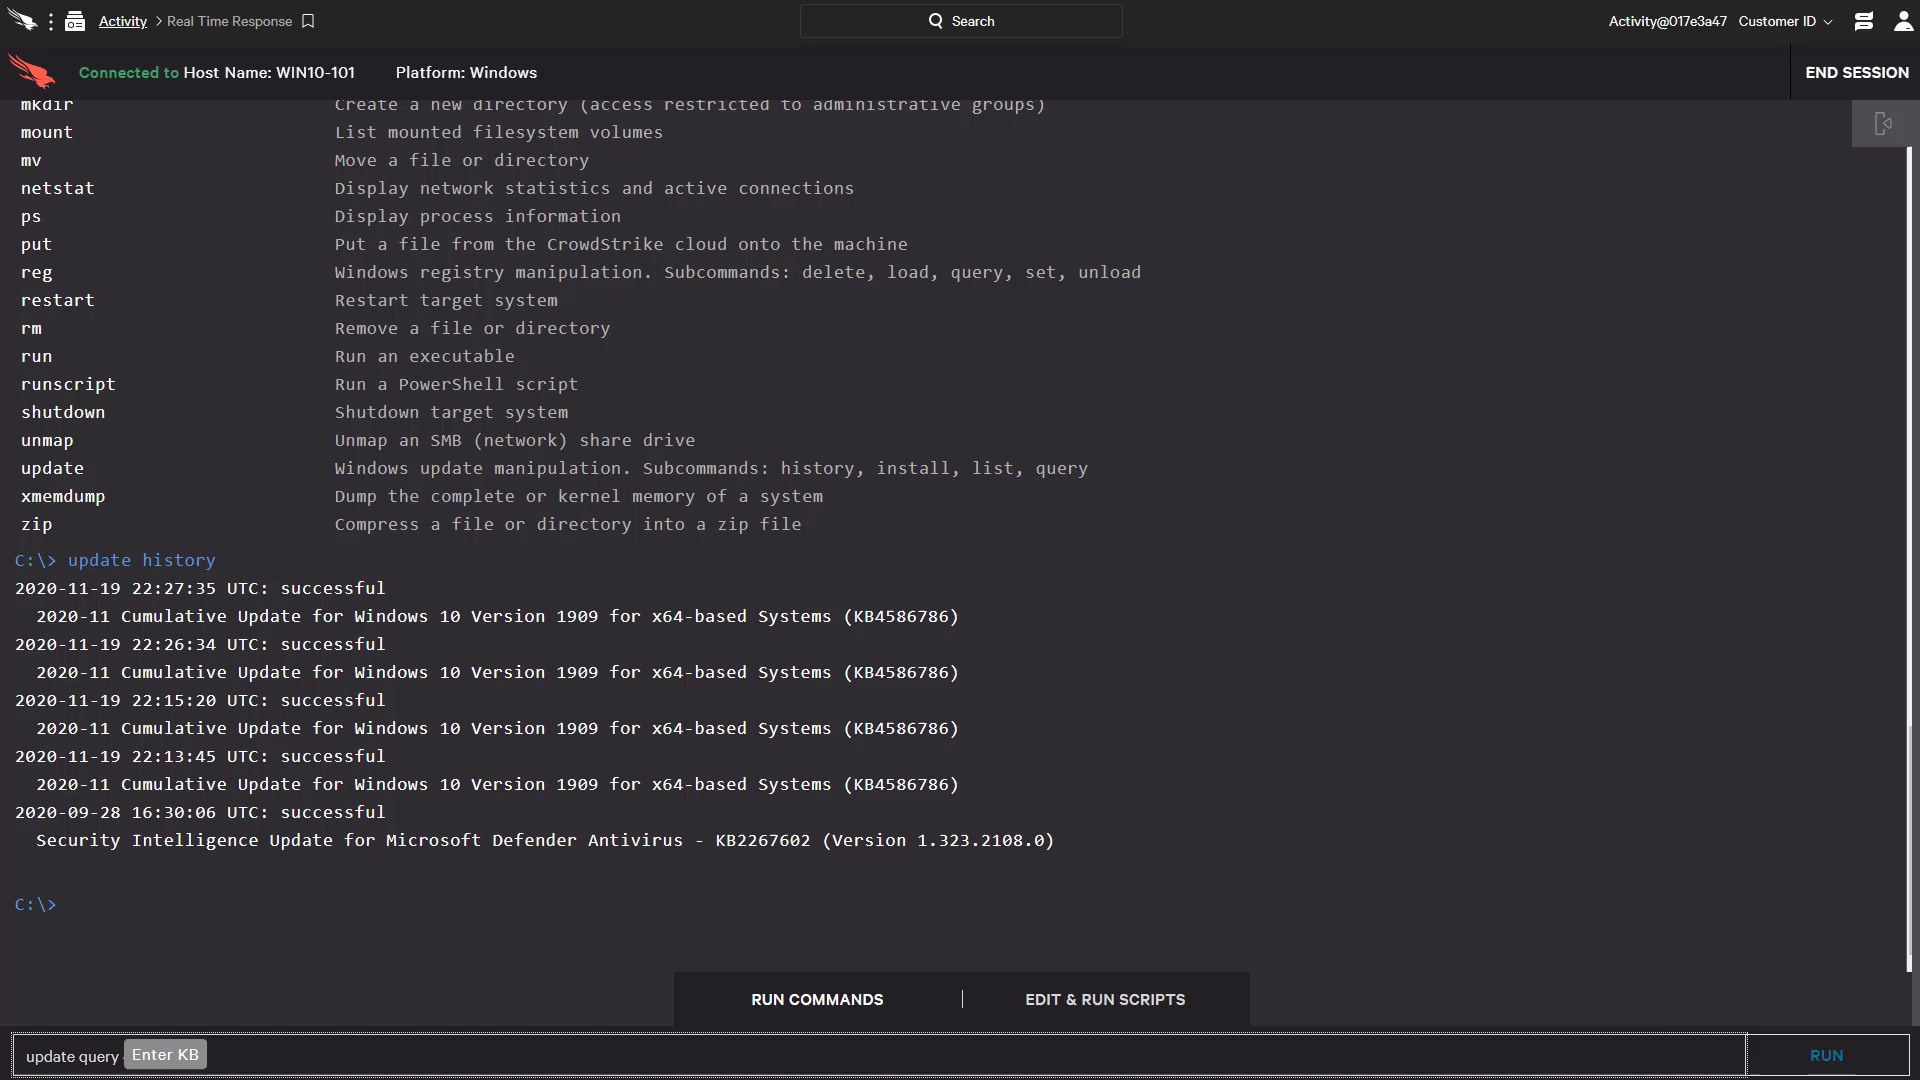 Activity > Real Time Response
Search
Activity@017e3a47 Customer ID
Connected to Host Name: WIN10-101 Platform: Windows
END SESSION
mkdir Create a new directory (access restricted to administrative groups)
mount List mounted filesystem volumes
mv Move a file or directory
netstat Display network statistics and active connections
ps Display process information
put Put a file from the CrowdStrike cloud onto the machine
reg Windows registry manipulation. Subcommands: delete, load, query, set, unload
restart Restart target system
rm Remove a file or directory
run Run an executable
runscript Run a PowerShell script
shutdown Shutdown target system
unmap Unmap an SMB (network) share drive
update Windows update manipulation. Subcommands: history, install, list, query
xmemdump Dump the complete or kernel memory of a system
zip Compress a file or directory into a zip file
C:\> update history
2020-11-19 22:27:35 UTC: successful
2020-11 Cumulative Update for Windows 10 Version 1909 for x64-based Systems (KB4586786)
2020-11-19 22:26:34 UTC: successful
2020-11 Cumulative Update for Windows 10 Version 1909 for x64-based Systems (KB4586786)
2020-11-19 22:15:20 UTC: successful
2020-11 Cumulative Update for Windows 10 Version 1909 for x64-based Systems (KB4586786)
2020-11-19 22:13:45 UTC: successful
2020-11 Cumulative Update for Windows 10 Version 1909 for x64-based Systems (KB4586786)
2020-09-28 16:30:06 UTC: successful
Security Intelligence Update for Microsoft Defender Antivirus - KB2267602 (Version 1.323.2108.0)
C:\>
RUN COMMANDS | EDIT & RUN SCRIPTS
update query Enter KB
RUN